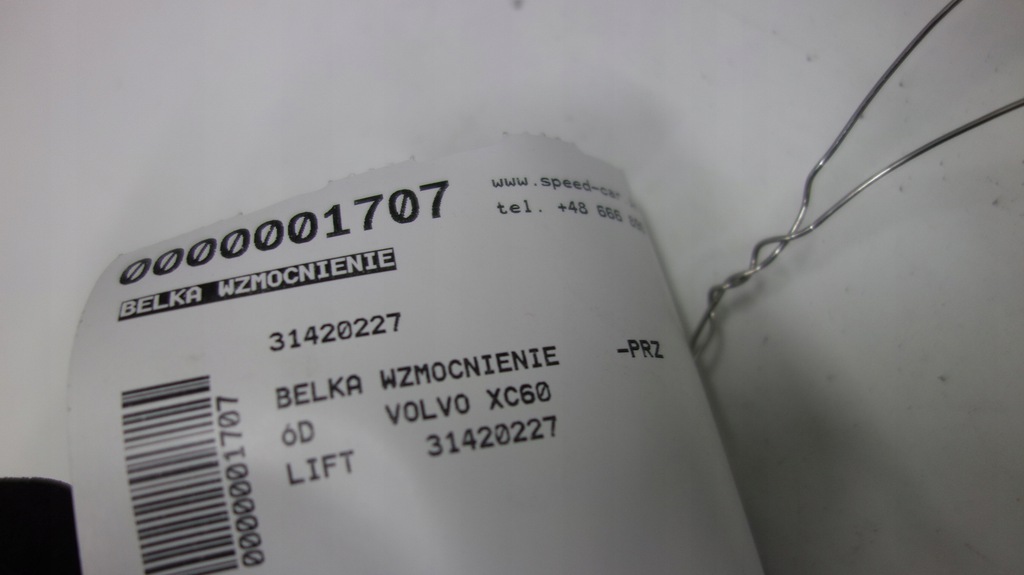 0000001707
www.speed-car
tel. +48 666
BELKA WZMOCNIENIE
31420227
BELKA WZMOCNIENIE -PRZ
óD VOLVO XC60
LIFT 31420227
0000001707